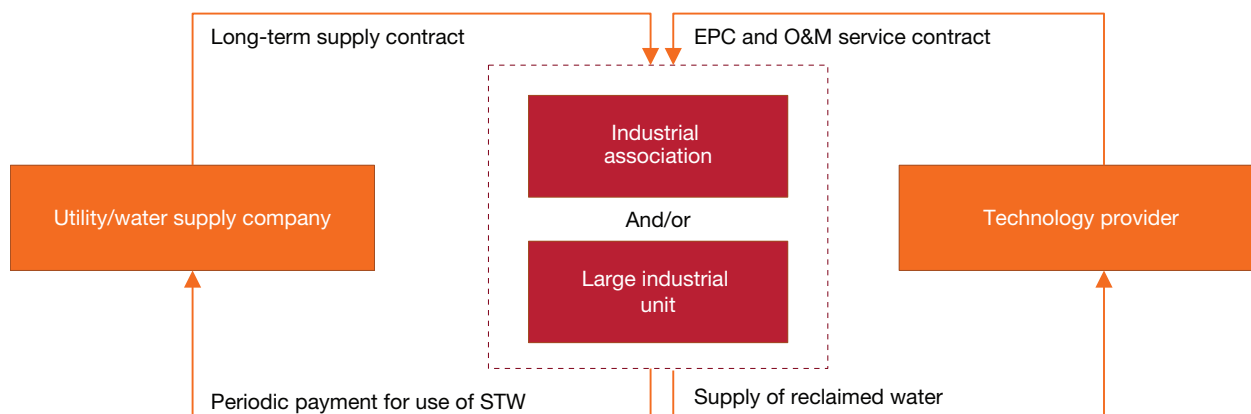 Long-term supply contract
EPC and O&M service contract
Industrial
association
Utility/water supply company
And/or
Technology provider
Large industrial
unit
Periodic payment for use of STW
Supply of reclaimed water